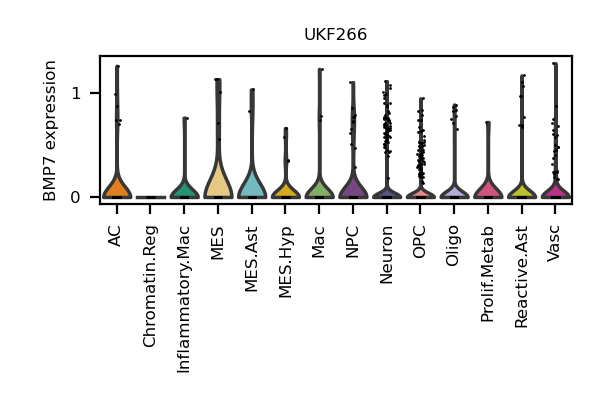 UKF266
BMP7 expression
1
0
AC
Chromatin.Reg
Inflammatory.Mac
MES
MES.Ast
MES.Hyp
Mac
NPC
Neuron
OPC
Oligo
Prolif.Metab
Reactive.Ast
Vasc